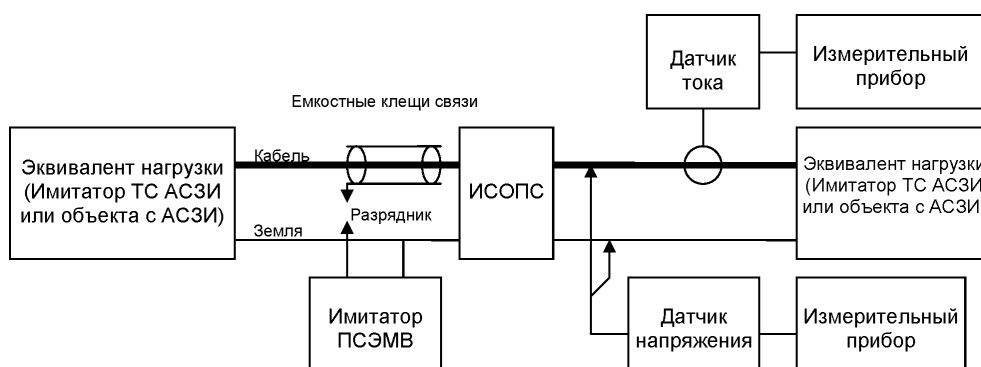 Датчик
тока
Измерительный
прибор
Емкостные клещи связи
Эквивалент нагрузки
(Имитатор ТС АСЗИ
или объекта с АСЗИ)
Кабель
Разрядник
Земля
ИСОПС
Эквивалент нагрузки
(Имитатор ТС АСЗИ
или объекта с АСЗИ
Имитатор
ПСЭМВ
Датчик
напряжения
Измерительный
прибор